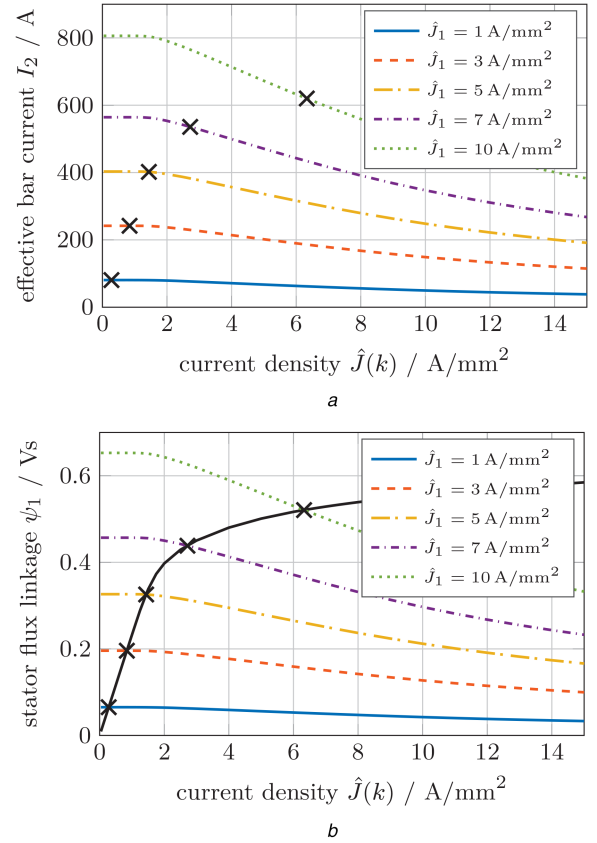 effective bar current I₂ / A
800
600
400
200
0
0 2 4 6 8 10 12 14
current density Ĵ(k) / A/mm²
Ĵ₁ = 1 A/mm²
Ĵ₁ = 3 A/mm²
Ĵ₁ = 5 A/mm²
Ĵ₁ = 7 A/mm²
Ĵ₁ = 10 A/mm²
a
stator flux linkage ψ₁ / Vs
0.6
0.4
0.2
0
0 2 4 6 8 10 12 14
current density Ĵ(k) / A/mm²
Ĵ₁ = 1 A/mm²
Ĵ₁ = 3 A/mm²
Ĵ₁ = 5 A/mm²
Ĵ₁ = 7 A/mm²
Ĵ₁ = 10 A/mm²
b